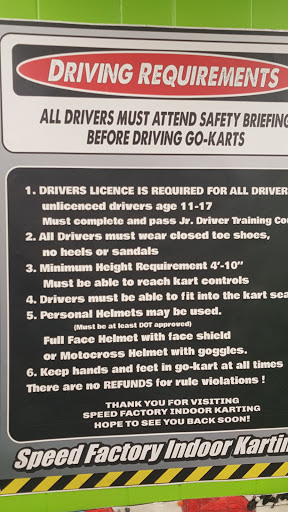 DRIVING REQUIREMENTS
ALL DRIVERS MUST ATTEND SAFETY BRIEFING
BEFORE DRIVING GO-KARTS
1. DRIVERS LICENCE IS REQUIRED FOR ALL DRIVER
unlicenced drivers age 11-17
Must complete and pass Jr. Driver Training Co
2. All Drivers must wear closed toe shoes,
no heels or sandals
3. Minimum Height Requirement 4'-10"
Must be able to reach kart controls
4. Drivers must be able to fit into the kart sea
5. Personal Helmets may be used.
(Must be at least DOT approved)
Full Face Helmet with face shield
or Motocross Helmet with goggles.
6. Keep hands and feet in go-kart at all times
There are no REFUNDS for rule violations !
THANK YOU FOR VISITING
SPEED FACTORY INDOOR KARTING
HOPE TO SEE YOU BACK SOON!
Speed Factory Indoor Kartin